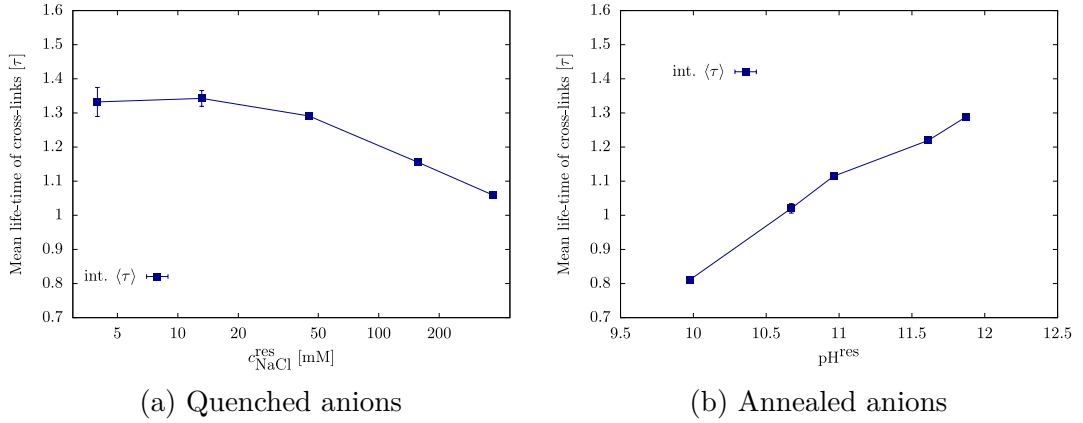 Mean life-time of cross-links [τ]
1.6
1.5
1.4
1.3
1.2
1.1
1
0.9
0.8
0.7
int. ⟨τ⟩
5 10 20 50 100 200
c^res_NaCl [mM]
(a) Quenched anions
Mean life-time of cross-links [τ]
1.6
1.5
1.4
1.3
1.2
1.1
1
0.9
0.8
0.7
int. ⟨τ⟩
9.5 10 10.5 11 11.5 12 12.5
pH^res
(b) Annealed anions